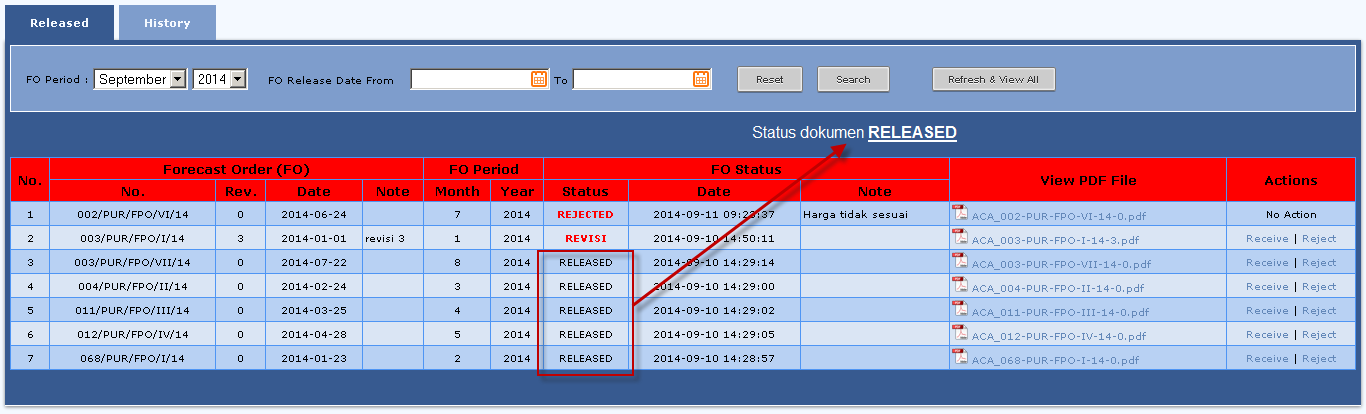 Released History
FO Period : September 2014 FO Release Date From To Reset Search Refresh & View All
Status dokumen RELEASED
No. Forecast Order (FO) FO Period FO Status View PDF File Actions
No. Rev. Date Note Month Year Status Date Note
1 002/PUR/FPO/VI/14 0 2014-06-24 7 2014 REJECTED 2014-09-11 09:23:37 Harga tidak sesuai ACA_002-PUR-FPO-VI-14-0.pdf No Action
2 003/PUR/FPO/I/14 3 2014-01-01 revisi 3 1 2014 REVISI 2014-09-10 14:50:11 ACA_003-PUR-FPO-I-14-3.pdf Receive | Reject
3 003/PUR/FPO/VII/14 0 2014-07-22 8 2014 RELEASED 2014-09-10 14:29:14 ACA_003-PUR-FPO-VII-14-0.pdf Receive | Reject
4 004/PUR/FPO/II/14 0 2014-02-24 3 2014 RELEASED 2014-09-10 14:29:00 ACA_004-PUR-FPO-II-14-0.pdf Receive | Reject
5 011/PUR/FPO/III/14 0 2014-03-25 4 2014 RELEASED 2014-09-10 14:29:02 ACA_011-PUR-FPO-III-14-0.pdf Receive | Reject
6 012/PUR/FPO/IV/14 0 2014-04-28 5 2014 RELEASED 2014-09-10 14:29:05 ACA_012-PUR-FPO-IV-14-0.pdf Receive | Reject
7 068/PUR/FPO/I/14 0 2014-01-23 2 2014 RELEASED 2014-09-10 14:28:57 ACA_068-PUR-FPO-I-14-0.pdf Receive | Reject